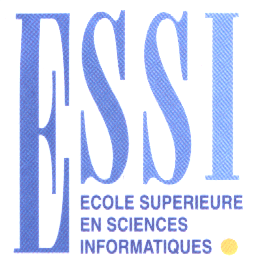 ESSI
ECOLE SUPERIEURE
EN SCIENCES
INFORMATIQUES